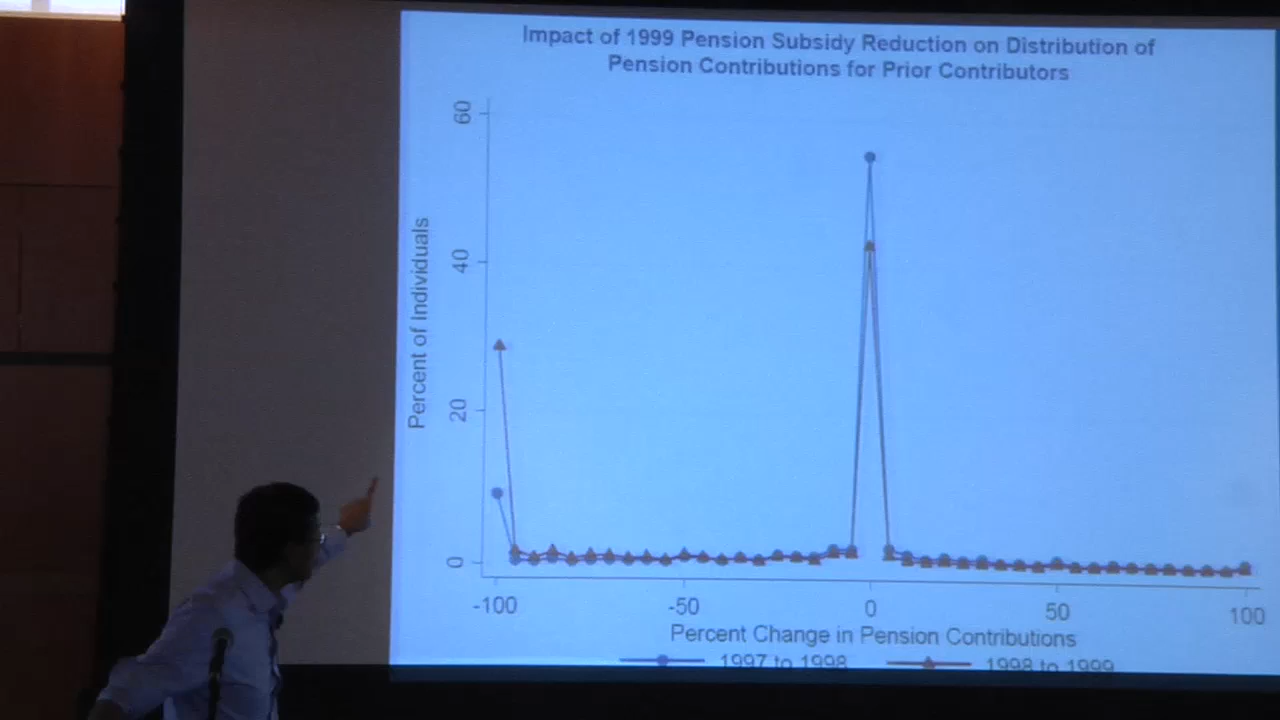 Impact of 1999 Pension Subsidy Reduction on Distribution of
Pension Contributions for Prior Contributors
60
40
20
0
Percent of Individuals
-100
-50
0
50
100
Percent Change in Pension Contributions
1997 to 1998
1998 to 1999